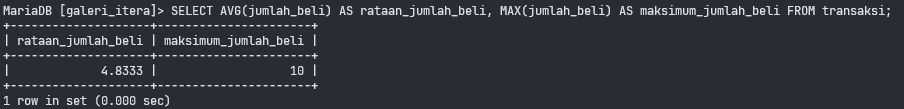 MariaDB [galeri_itera]> SELECT AVG(jumlah_beli) AS rataan_jumlah_beli, MAX(jumlah_beli) AS maksimum_jumlah_beli FROM transaksi;
+--------------------+----------------------+
| rataan_jumlah_beli | maksimum_jumlah_beli |
+--------------------+----------------------+
|             4.8333 |                   10 |
+--------------------+----------------------+
1 row in set (0.000 sec)